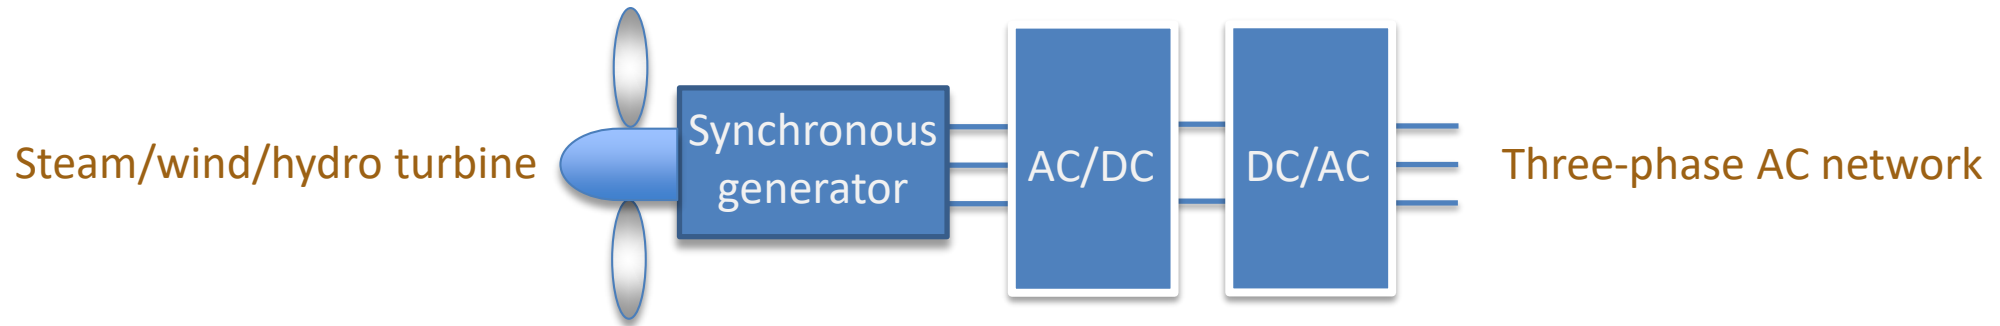 Steam/wind/hydro turbine
Synchronous
generator
AC/DC
DC/AC
Three-phase AC network